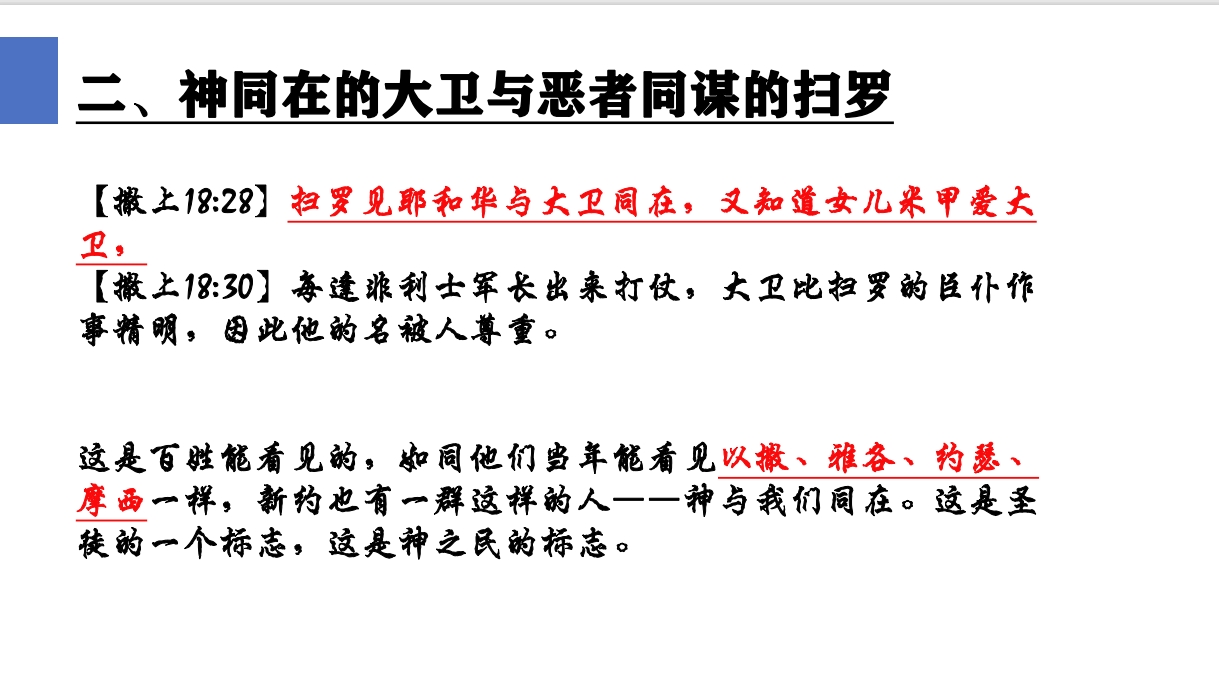 二、神同在的大卫与恶者同谋的扫罗
【撒上18:28】扫罗见耶和华与大卫同在，又知道女儿米甲爱大
卫，
【撒上18:30】每逢非利士军长出来打仗，大卫比扫罗的臣仆作
事精明，因此他的名被人尊重。
这是百姓能看见的，如同他们当年能看见以撒、雅各、约瑟、
摩西一样，新约也有一群这样的人——神与我们同在。这是圣
徒的一个标志，这是神之民的标志。